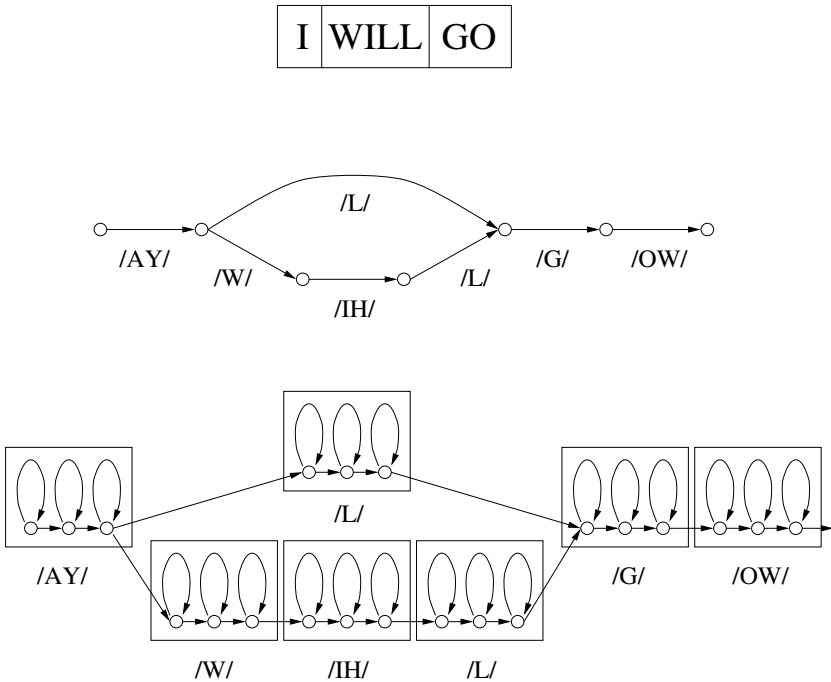 I WILL GO
/L/
/AY/ /W/ /L/ /G/ /OW/
/IH/
/L/
/AY/ /G/ /OW/
/W/ /IH/ /L/